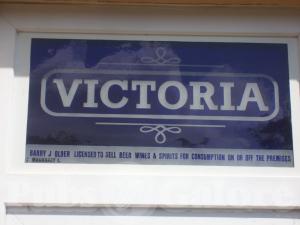 VICTORIA
BARRY J OLDER LICENSED TO SELL BEER WINES & SPIRITS FOR CONSUMPTION ON OR OFF THE PREMISES